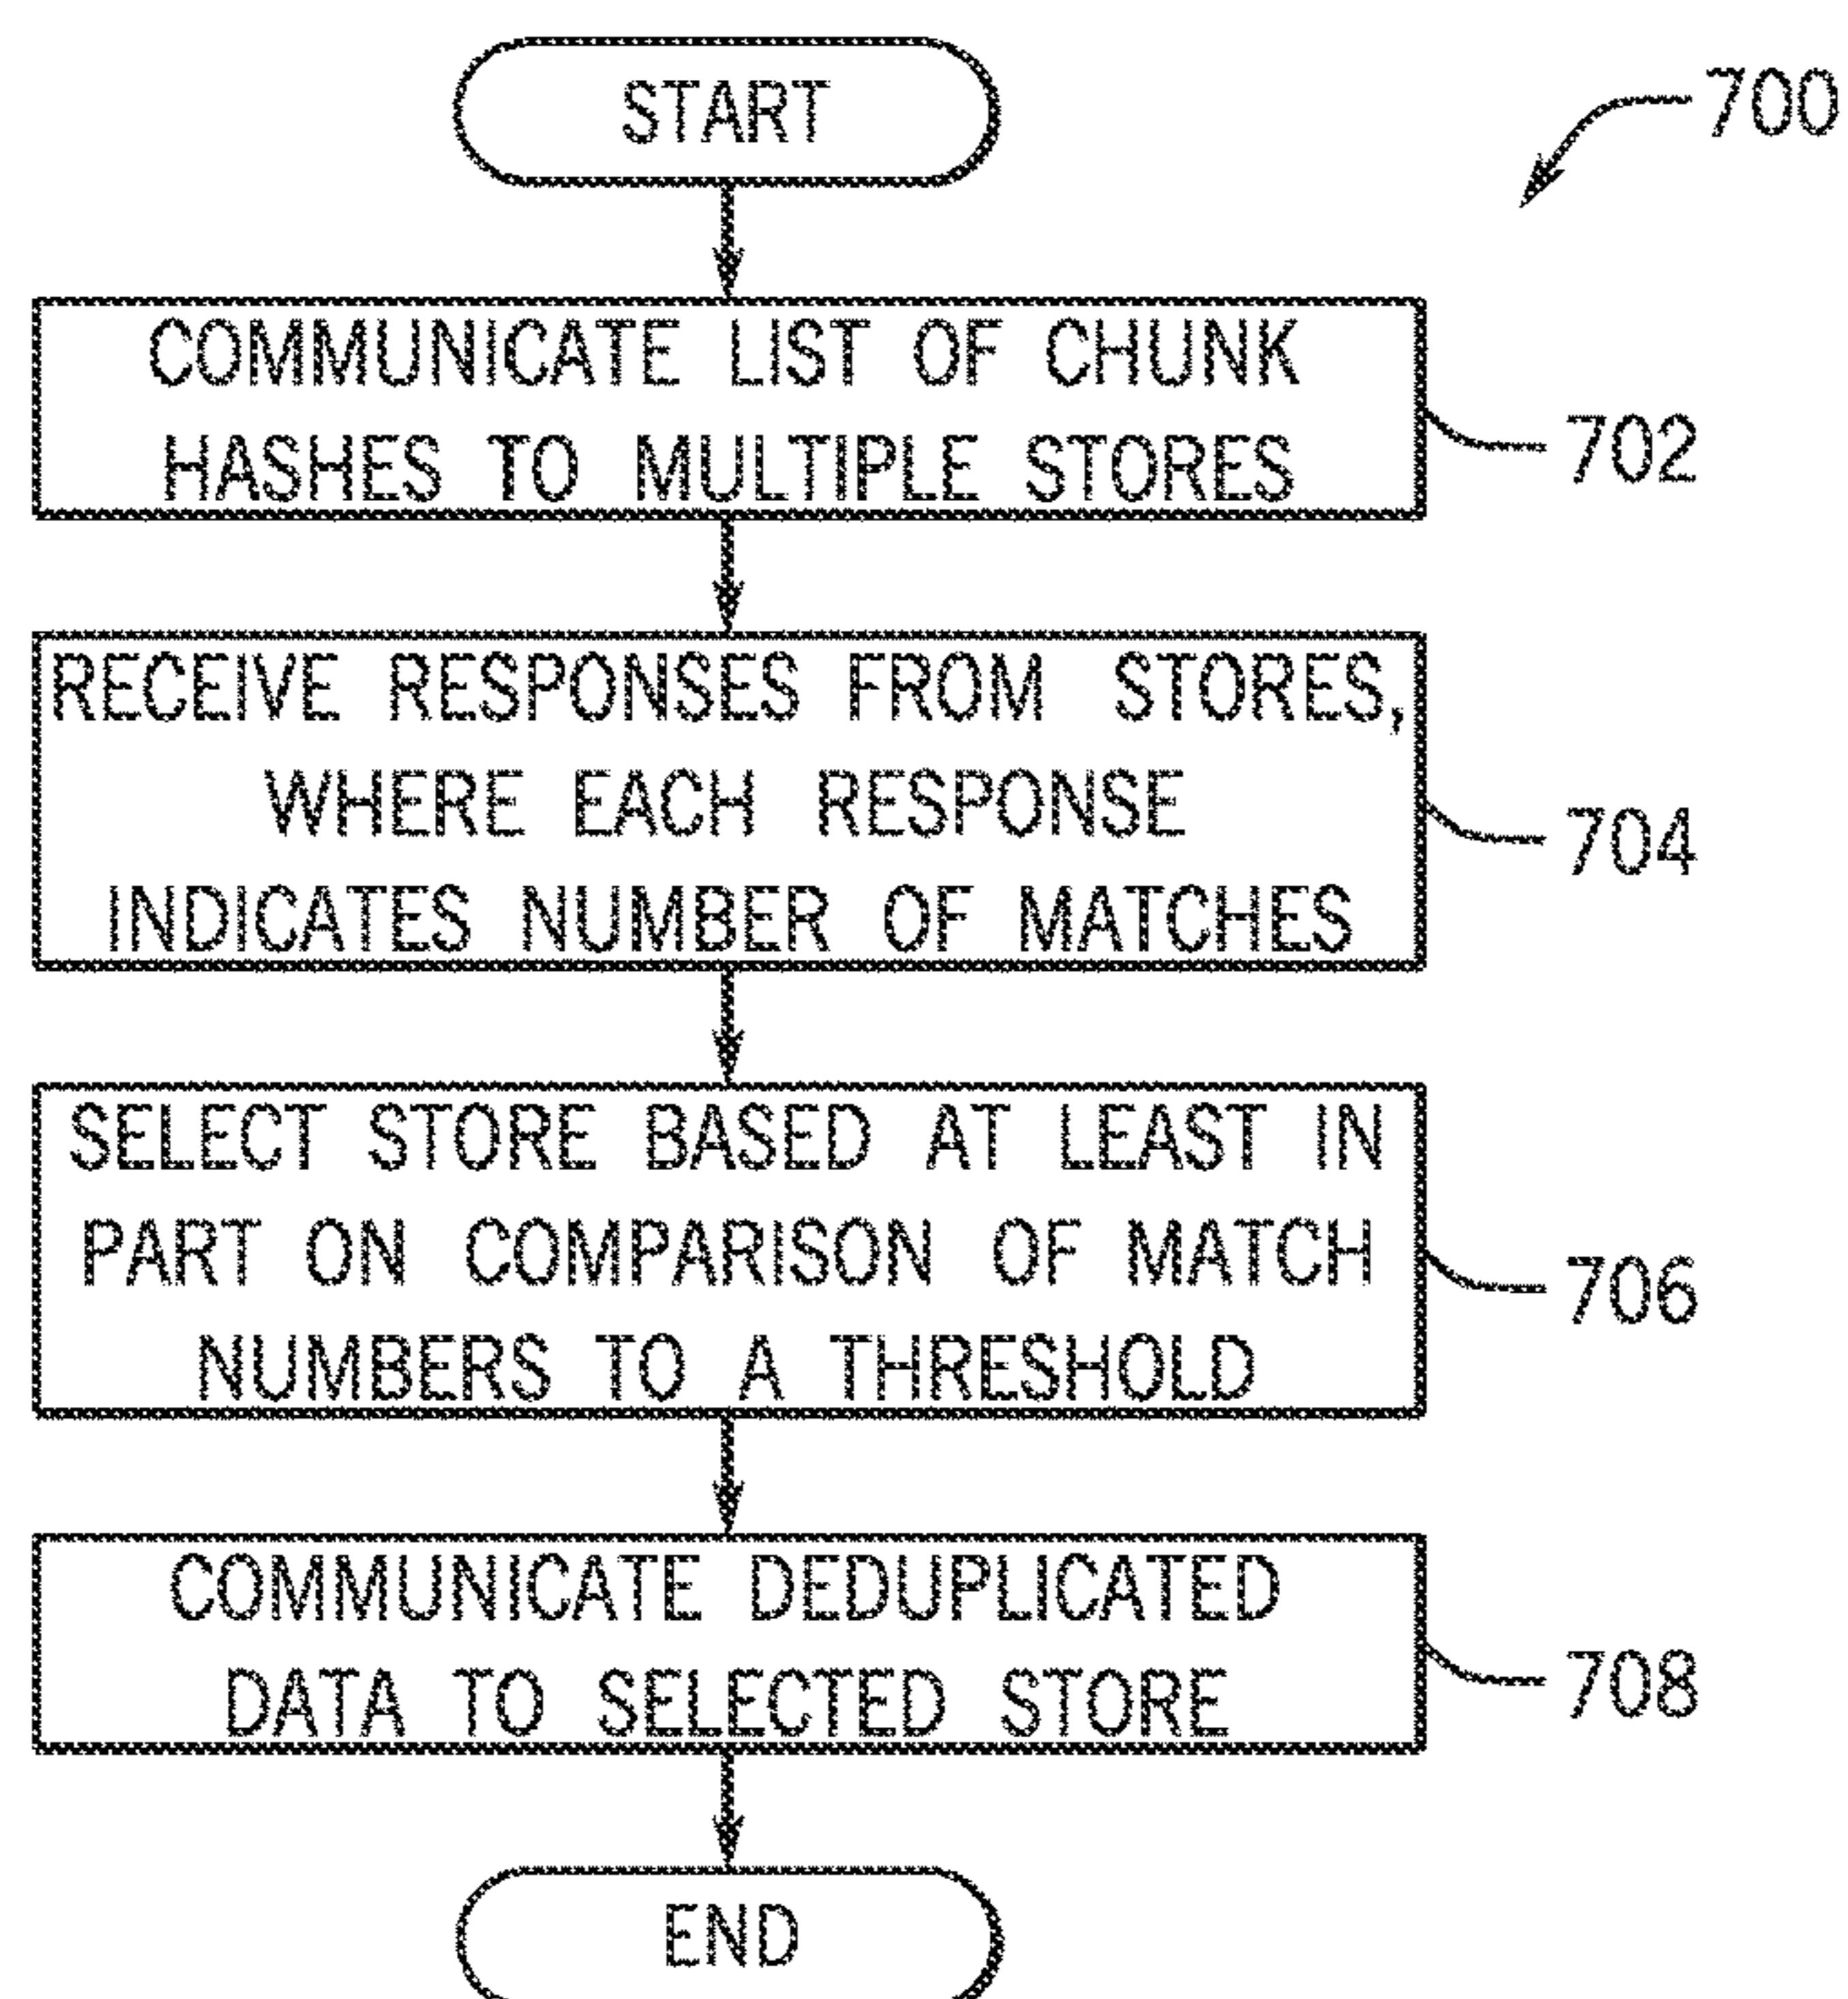 START
700
COMMUNICATE LIST OF CHUNK
HASHES TO MULTIPLE STORES
702
RECEIVE RESPONSES FROM STORES,
WHERE EACH RESPONSE
INDICATES NUMBER OF MATCHES
704
SELECT STORE BASED AT LEAST IN
PART ON COMPARISON OF MATCH
NUMBERS TO A THRESHOLD
706
COMMUNICATE DEDUPLICATED
DATA TO SELECTED STORE
708
END